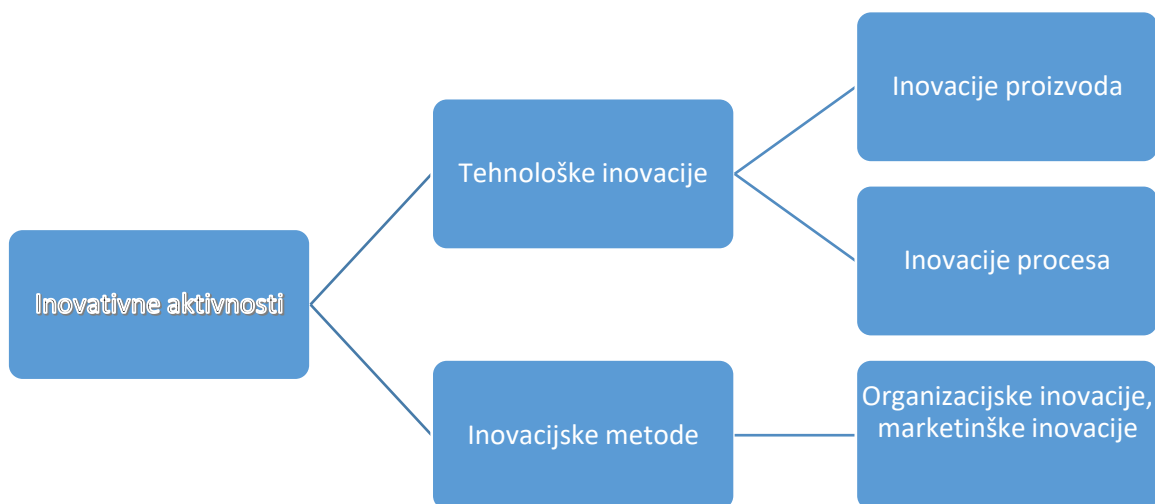 Inovativne aktivnosti
Tehnološke inovacije
Inovacije proizvoda
Inovacije procesa
Inovacijske metode
Organizacijske inovacije,
marketinške inovacije